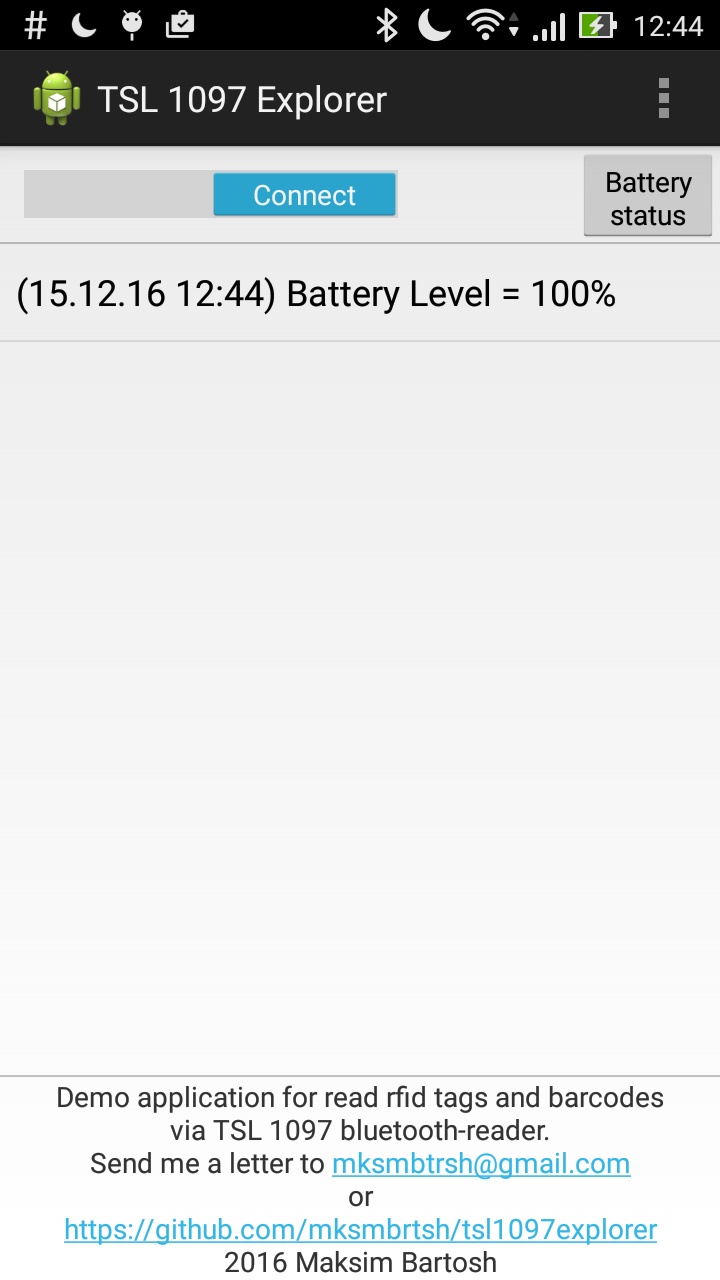 12:44
TSL 1097 Explorer
Connect
Battery
status
(15.12.16 12:44) Battery Level = 100%
Demo application for read rfid tags and barcodes
via TSL 1097 bluetooth-reader.
Send me a letter to mksmbtrsh@gmail.com
or
https://github.com/mksmbrtsh/tsl1097explorer
2016 Maksim Bartosh